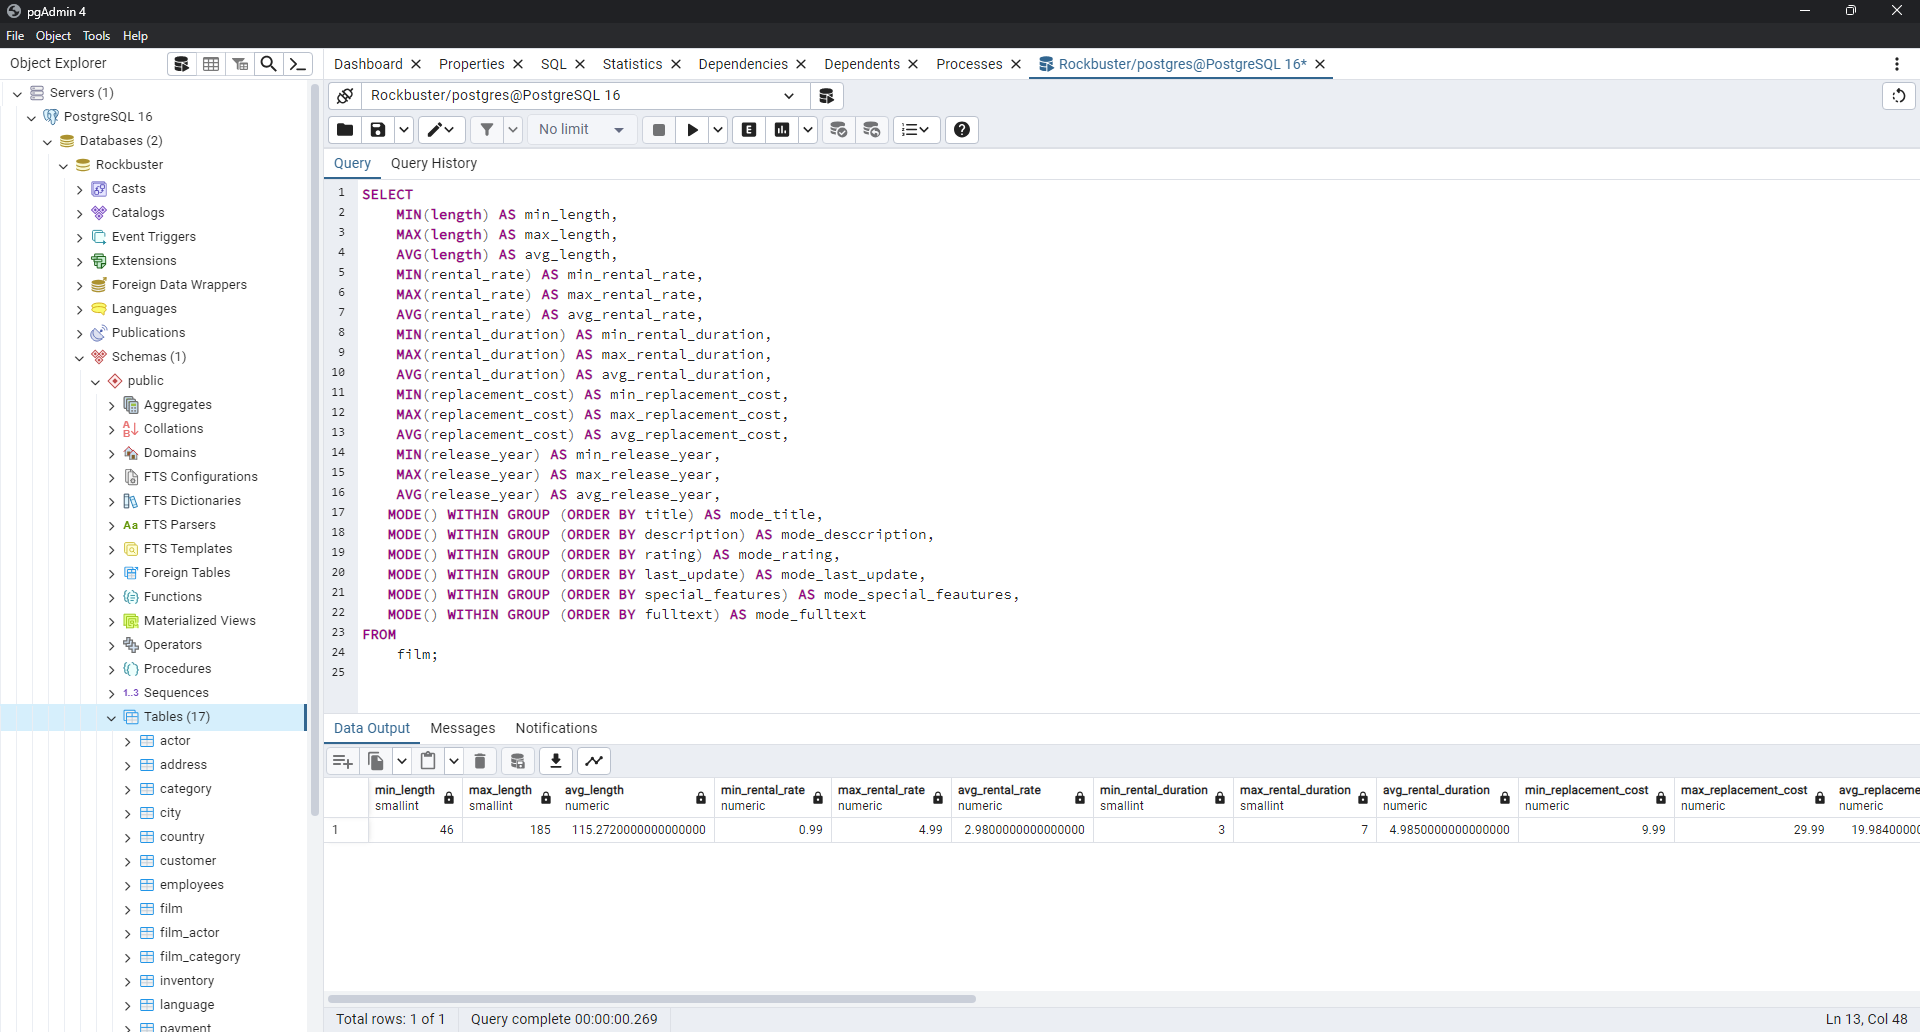 pgAdmin 4
File Object Tools Help
Object Explorer
Dashboard Properties SQL Statistics Dependencies Dependents Processes Rockbuster/postgres@PostgreSQL 16*
Servers (1)
PostgreSQL 16
Databases (2)
Rockbuster
Casts
Catalogs
Event Triggers
Extensions
Foreign Data Wrappers
Languages
Publications
Schemas (1)
public
Aggregates
Collations
Domains
FTS Configurations
FTS Dictionaries
Aa FTS Parsers
FTS Templates
Foreign Tables
Functions
Materialized Views
Operators
Procedures
1..3 Sequences
Tables (17)
actor
address
category
city
country
customer
employees
film
film_actor
film_category
inventory
language
payment
Rockbuster/postgres@PostgreSQL 16
No limit
E
Query Query History
1 SELECT
2 MIN(length) AS min_length,
3 MAX(length) AS max_length,
4 AVG(length) AS avg_length,
5 MIN(rental_rate) AS min_rental_rate,
6 MAX(rental_rate) AS max_rental_rate,
7 AVG(rental_rate) AS avg_rental_rate,
8 MIN(rental_duration) AS min_rental_duration,
9 MAX(rental_duration) AS max_rental_duration,
10 AVG(rental_duration) AS avg_rental_duration,
11 MIN(replacement_cost) AS min_replacement_cost,
12 MAX(replacement_cost) AS max_replacement_cost,
13 AVG(replacement_cost) AS avg_replacement_cost,
14 MIN(release_year) AS min_release_year,
15 MAX(release_year) AS max_release_year,
16 AVG(release_year) AS avg_release_year,
17 MODE() WITHIN GROUP (ORDER BY title) AS mode_title,
18 MODE() WITHIN GROUP (ORDER BY description) AS mode_desccription,
19 MODE() WITHIN GROUP (ORDER BY rating) AS mode_rating,
20 MODE() WITHIN GROUP (ORDER BY last_update) AS mode_last_update,
21 MODE() WITHIN GROUP (ORDER BY special_features) AS mode_special_feautures,
22 MODE() WITHIN GROUP (ORDER BY fulltext) AS mode_fulltext
23 FROM
24 film;
25
Data Output Messages Notifications
min_length max_length avg_length min_rental_rate max_rental_rate avg_rental_rate min_rental_duration max_rental_duration avg_rental_duration min_replacement_cost max_replacement_cost avg_replaceme
smallint smallint numeric numeric numeric numeric smallint smallint numeric numeric numeric numeric
1 46 185 115.2720000000000000 0.99 4.99 2.9800000000000000 3 7 4.9850000000000000 9.99 29.99 19.9840000
Total rows: 1 of 1 Query complete 00:00:00.269 Ln 13, Col 48